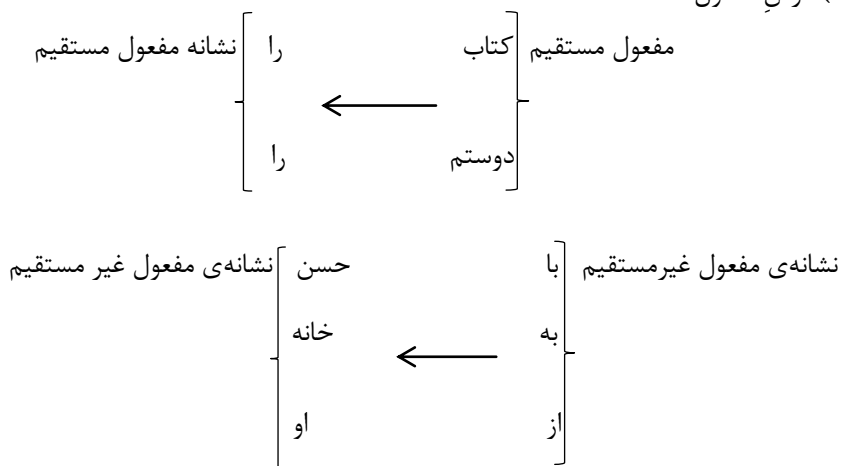 مفعول مستقیم کتاب را نشانه مفعول مستقیم
دوستم را
نشانه‌ی مفعول غیرمستقیم با حسن نشانه‌ی مفعول غیر مستقیم
به خانه
از او